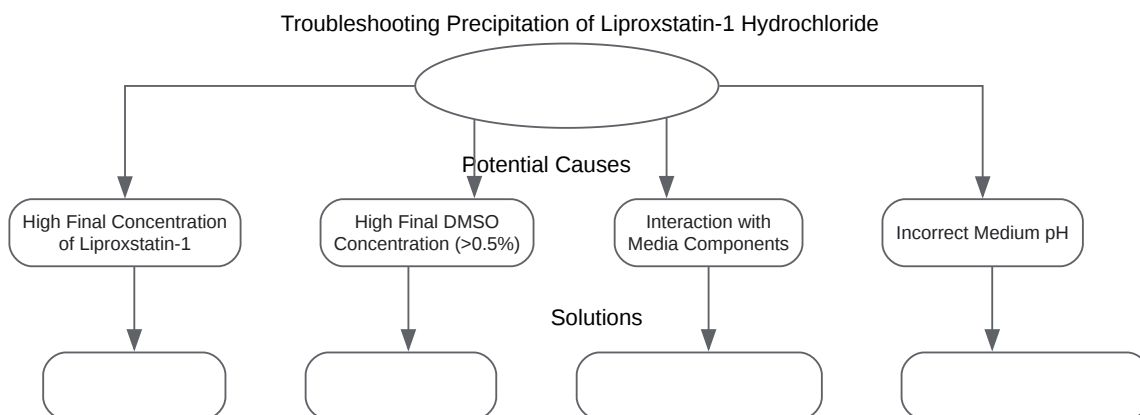 Troubleshooting Precipitation of Liproxstatin-1 Hydrochloride
Potential Causes
High Final Concentration
of Liproxstatin-1
High Final DMSO
Concentration (>0.5%)
Interaction with
Media Components
Incorrect Medium pH
Solutions